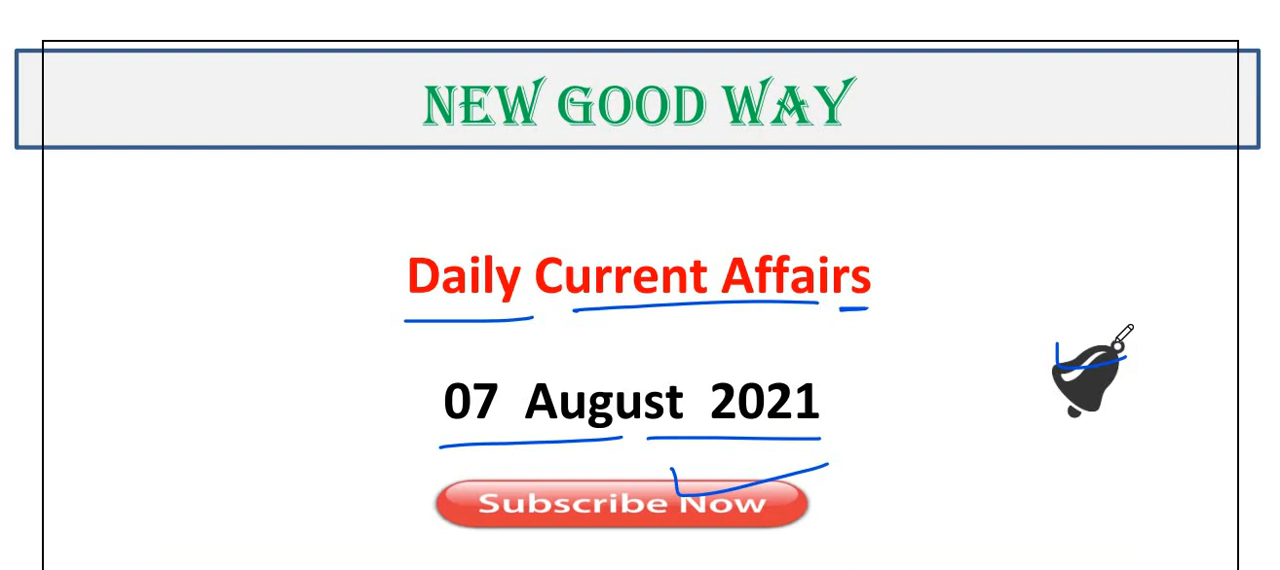 NEW GOOD WAY
Daily Current Affairs
07 August 2021
Subscribe Now